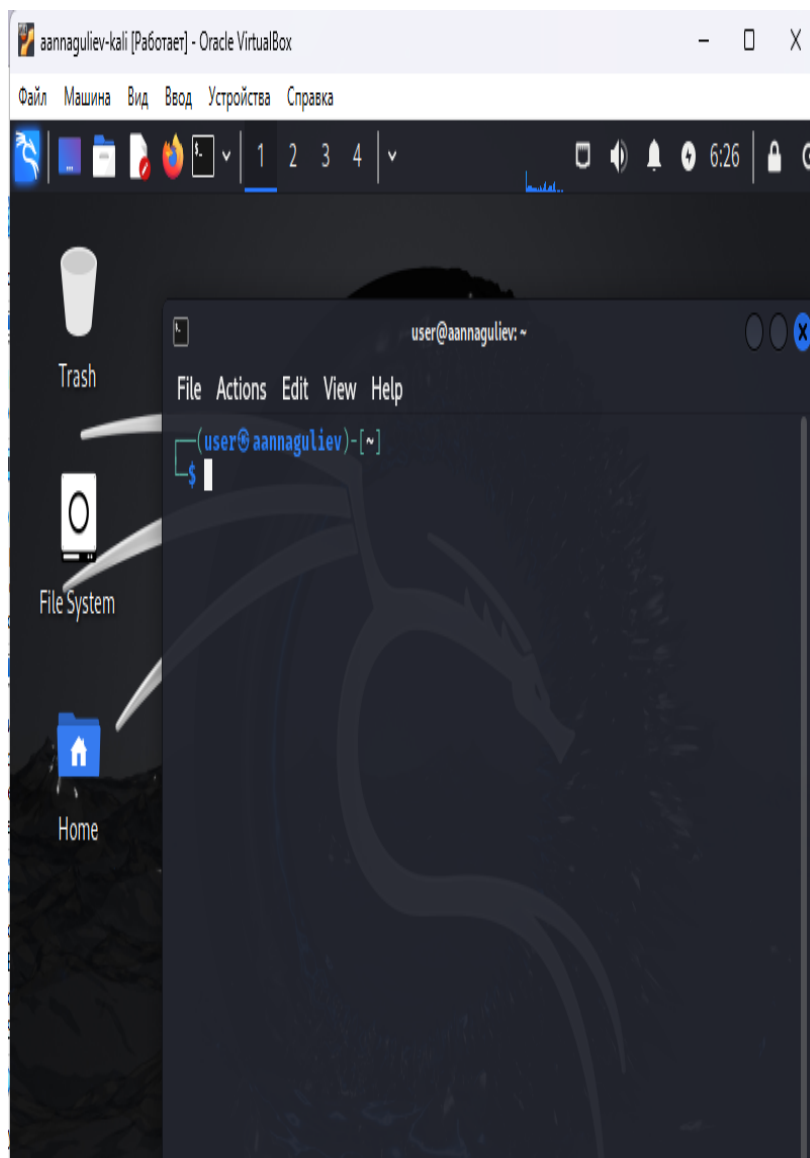 aannaguliev-kali [Работает] - Oracle VirtualBox
Файл Машина Вид Ввод Устройства Справка
1 2 3 4 6:26
Trash
user@aannaguliev: ~
File Actions Edit View Help
(user㉿aannaguliev)-[~]
$
File System
Home